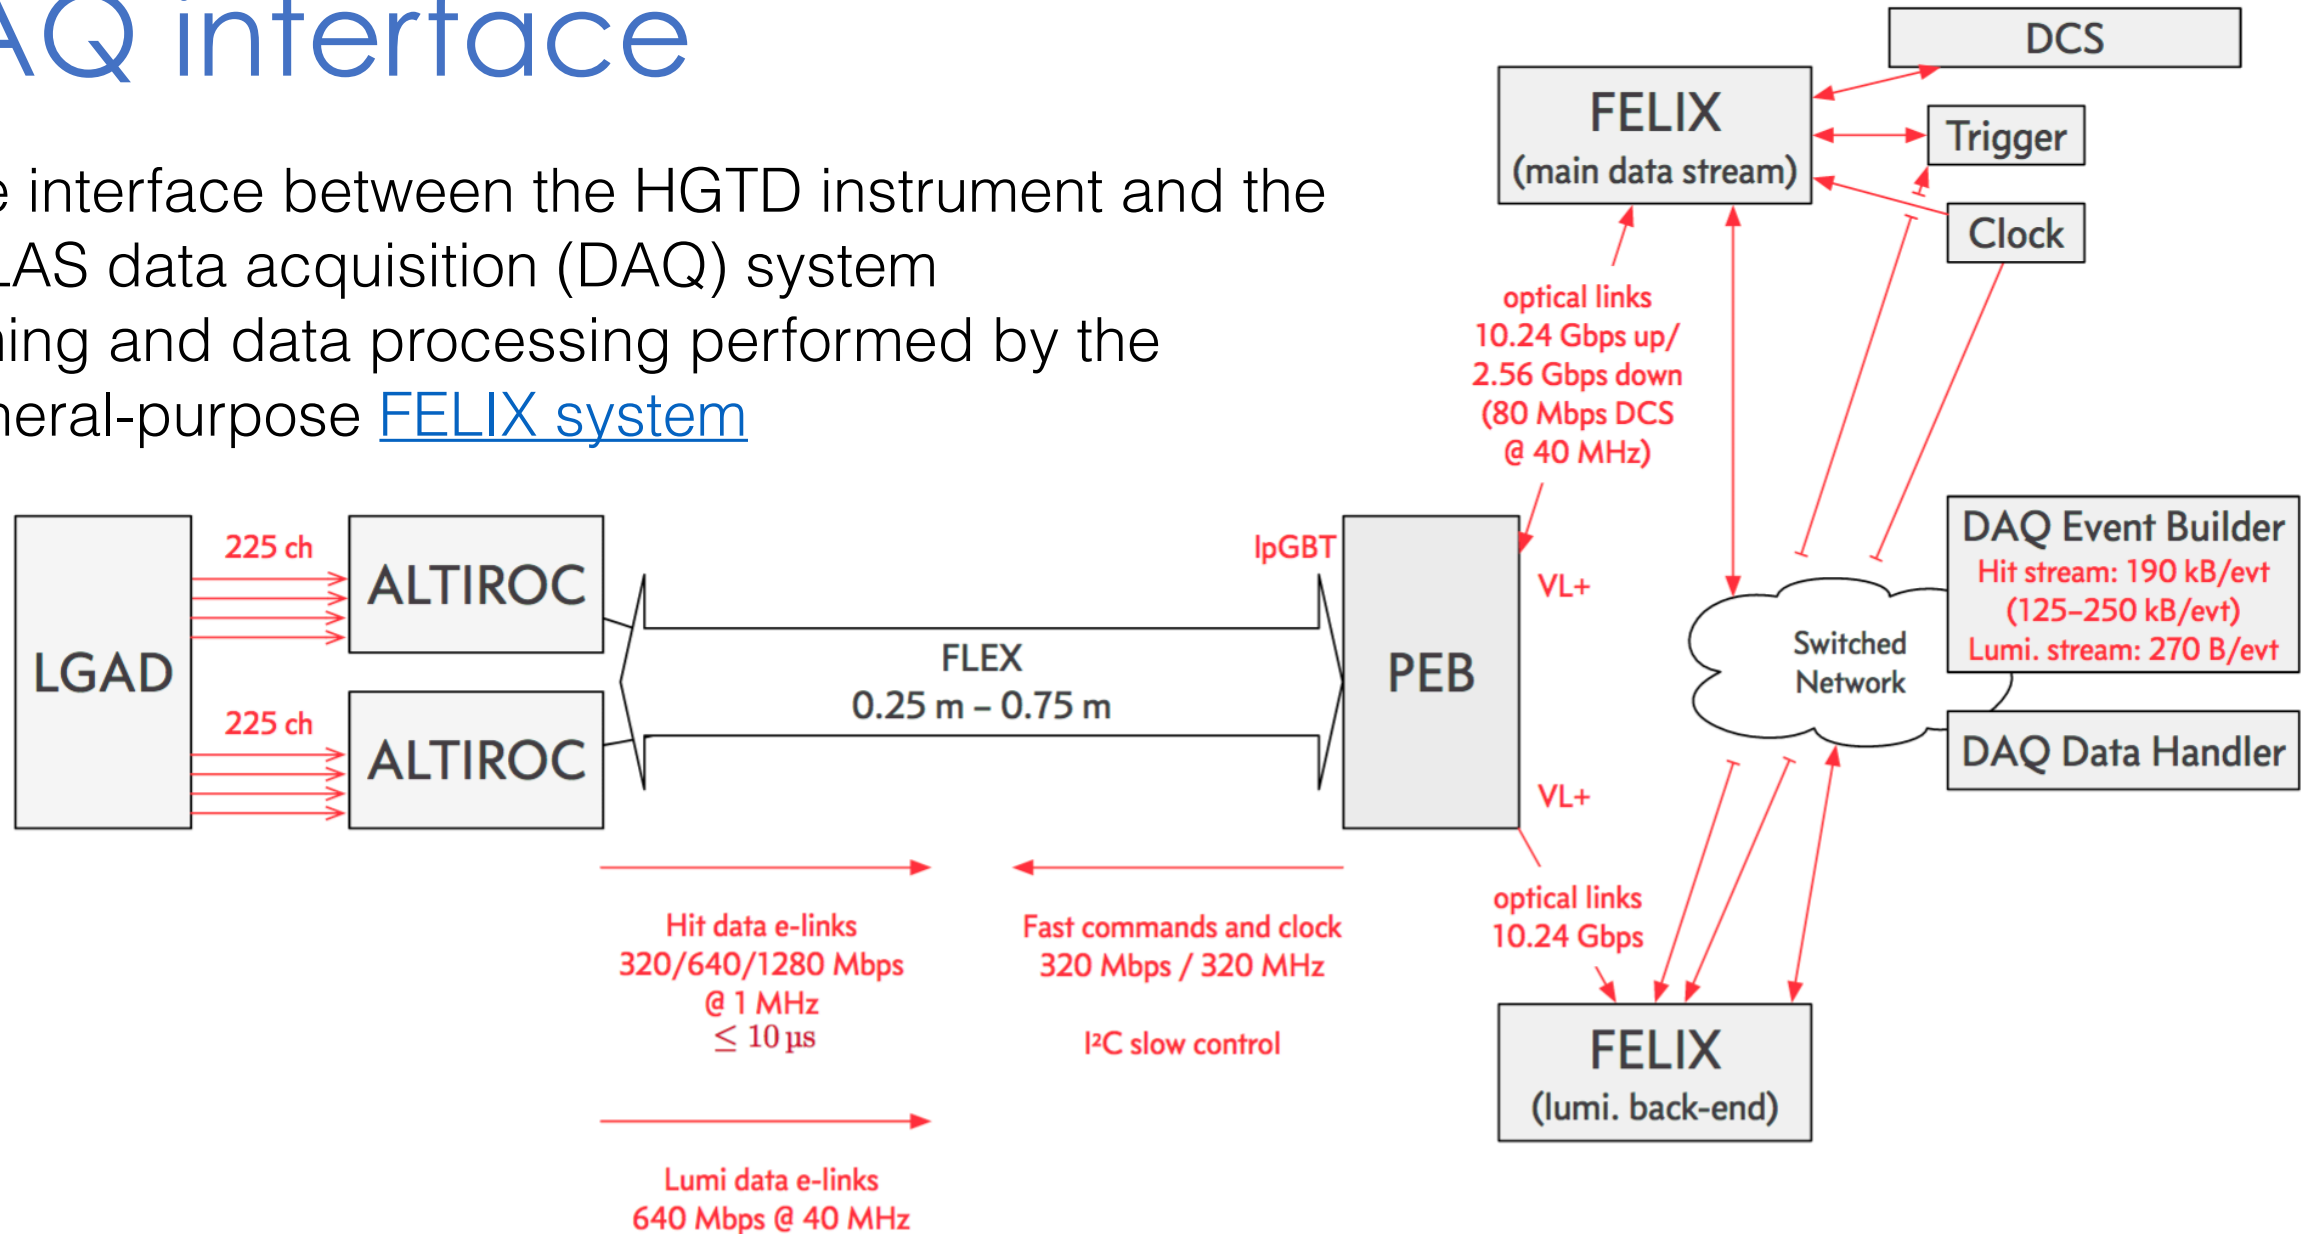 AQ interface
e interface between the HGTD instrument and the
LAS data acquisition (DAQ) system
ning and data processing performed by the
neral-purpose FELIX system
DCS
FELIX
(main data stream)
Trigger
Clock
optical links
10.24 Gbps up/
2.56 Gbps down
(80 Mbps DCS
@ 40 MHz)
LGAD
225 ch
ALTIROC
225 ch
ALTIROC
FLEX
0.25 m – 0.75 m
lpGBT
PEB
VL+
VL+
Switched
Network
DAQ Event Builder
Hit stream: 190 kB/evt
(125–250 kB/evt)
Lumi. stream: 270 B/evt
DAQ Data Handler
Hit data e-links
320/640/1280 Mbps
@ 1 MHz
≤ 10 µs
Fast commands and clock
320 Mbps / 320 MHz
I²C slow control
Lumi data e-links
640 Mbps @ 40 MHz
optical links
10.24 Gbps
FELIX
(lumi. back-end)